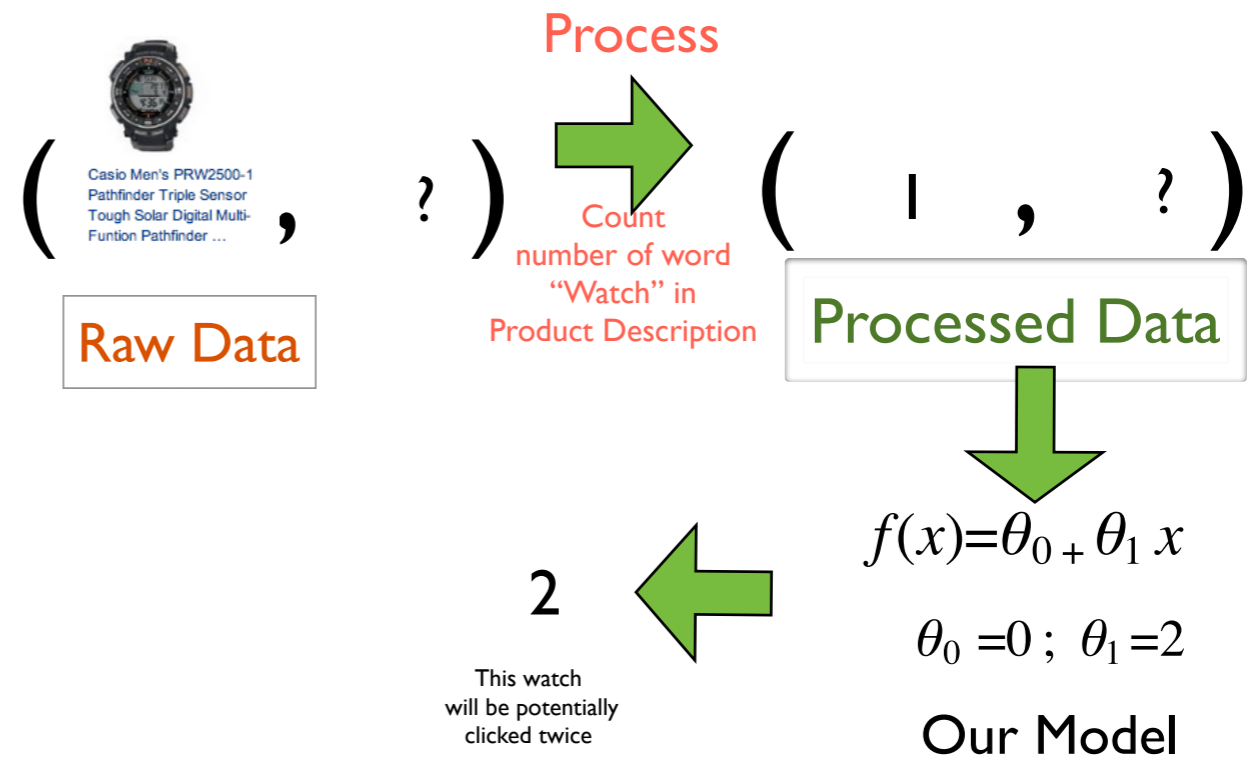 Process
Casio Men's PRW2500-1
Pathfinder Triple Sensor
Tough Solar Digital Multi-
Funtion Pathfinder ...
( , ?)
Count
number of word
“Watch” in
Product Description
( 1 , ?)
Raw Data
Processed Data
f(x)=θ₀ + θ₁ x
θ₀ =0 ; θ₁ =2
Our Model
2
This watch
will be potentially
clicked twice